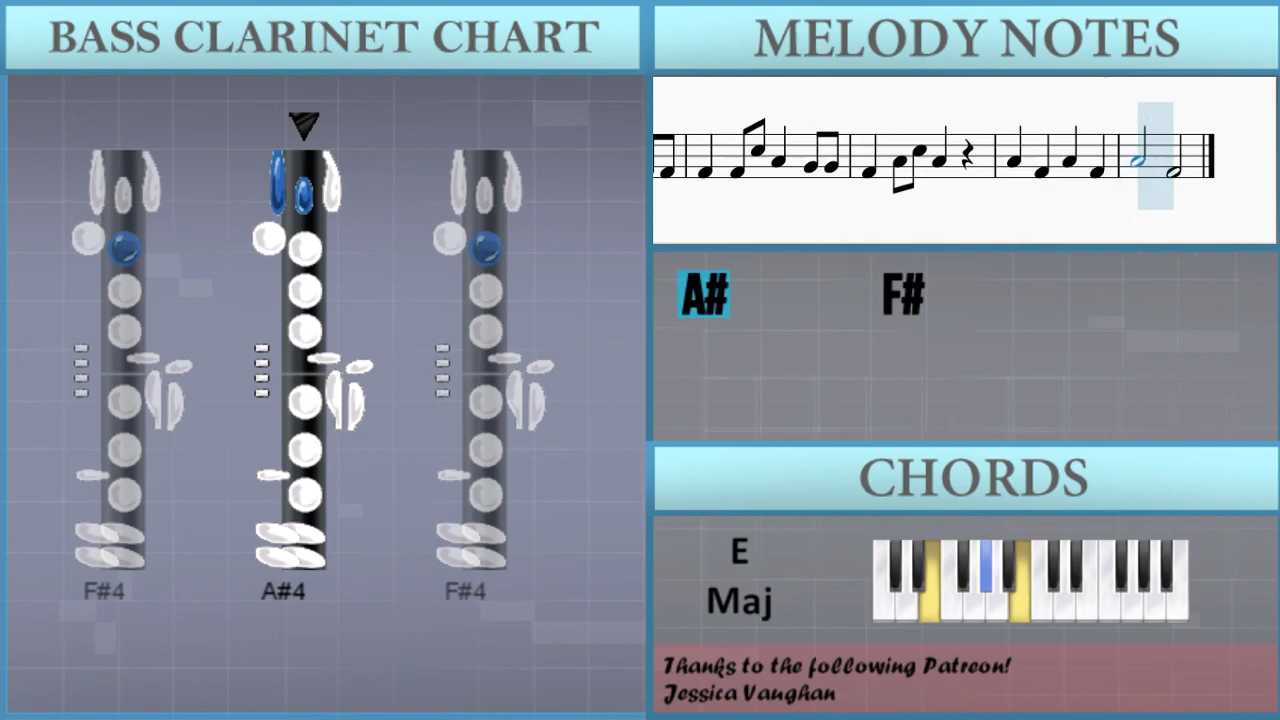 BASS CLARINET CHART
MELODY NOTES
A# F#
F#4 A#4 F#4
CHORDS
E
Maj
Thanks to the following Patreon!
Jessica Vaughan